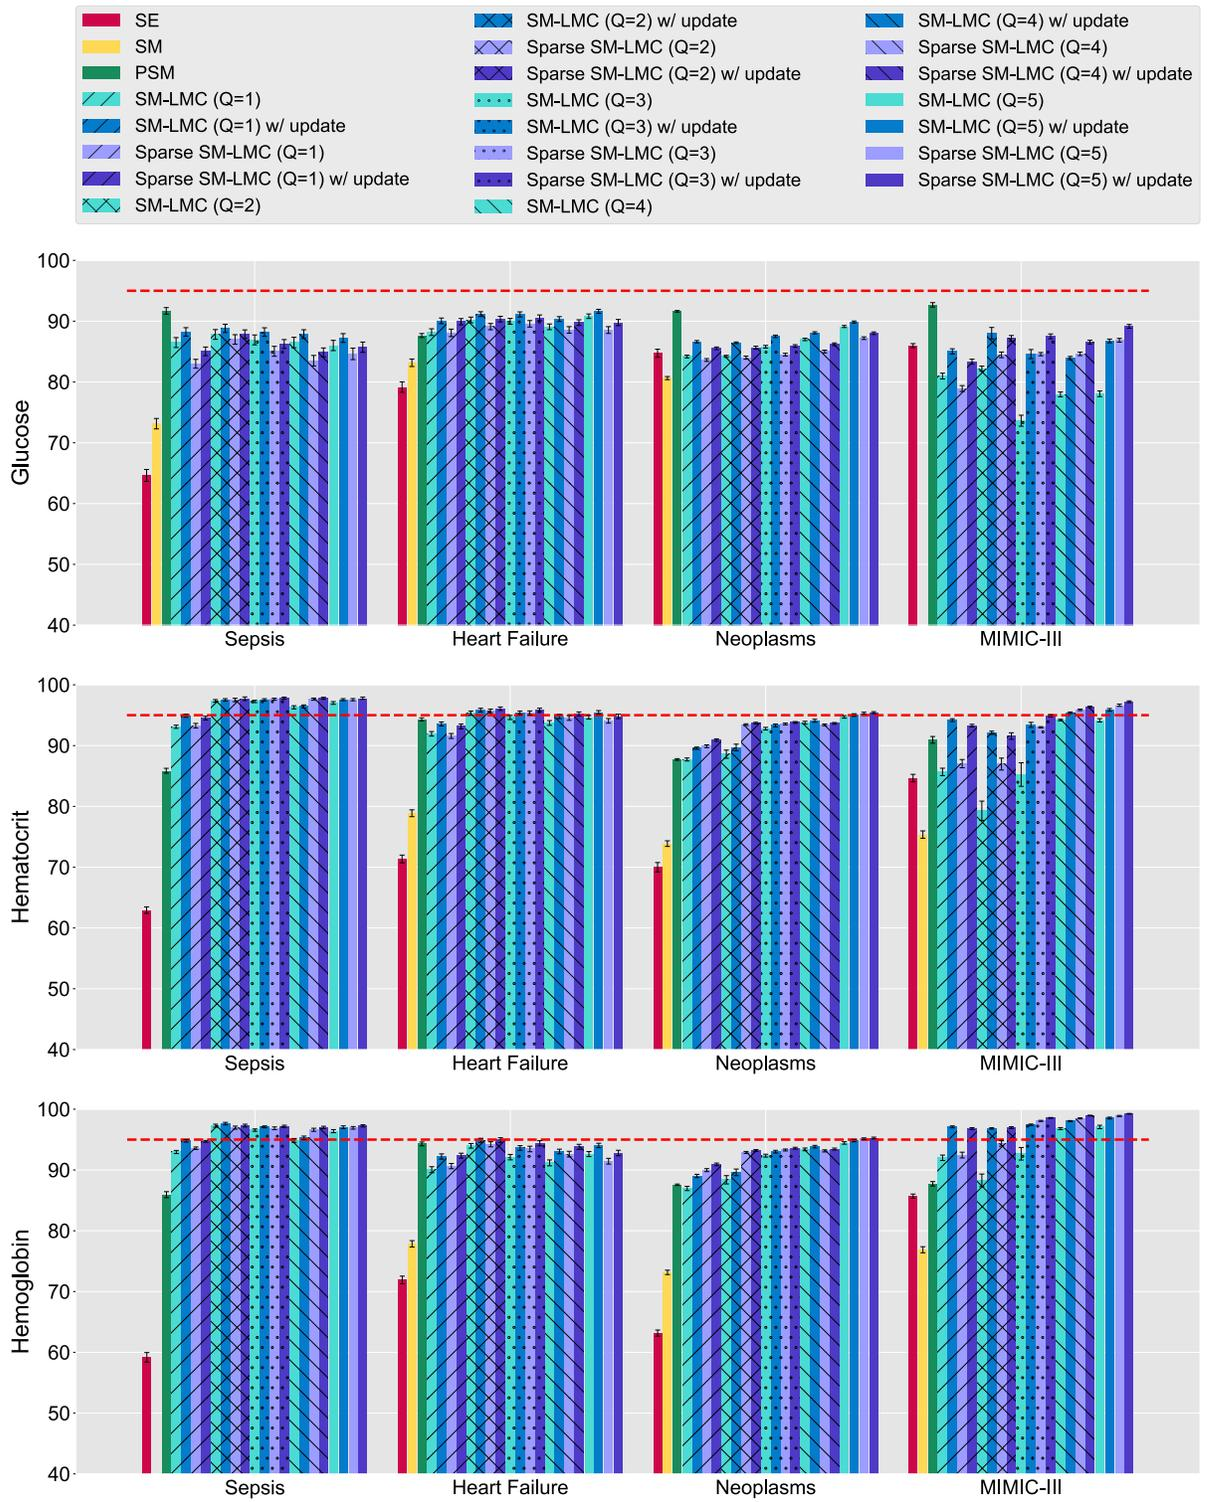 SE
SM
PSM
SM-LMC (Q=1)
SM-LMC (Q=1) w/ update
Sparse SM-LMC (Q=1)
Sparse SM-LMC (Q=1) w/ update
SM-LMC (Q=2)
SM-LMC (Q=2) w/ update
Sparse SM-LMC (Q=2)
Sparse SM-LMC (Q=2) w/ update
SM-LMC (Q=3)
SM-LMC (Q=3) w/ update
Sparse SM-LMC (Q=3)
Sparse SM-LMC (Q=3) w/ update
SM-LMC (Q=4)
SM-LMC (Q=4) w/ update
Sparse SM-LMC (Q=4)
Sparse SM-LMC (Q=4) w/ update
SM-LMC (Q=5)
SM-LMC (Q=5) w/ update
Sparse SM-LMC (Q=5)
Sparse SM-LMC (Q=5) w/ update
Glucose
100
90
80
70
60
50
40
Sepsis Heart Failure Neoplasms MIMIC-III
Hematocrit
100
90
80
70
60
50
40
Sepsis Heart Failure Neoplasms MIMIC-III
Hemoglobin
100
90
80
70
60
50
40
Sepsis Heart Failure Neoplasms MIMIC-III